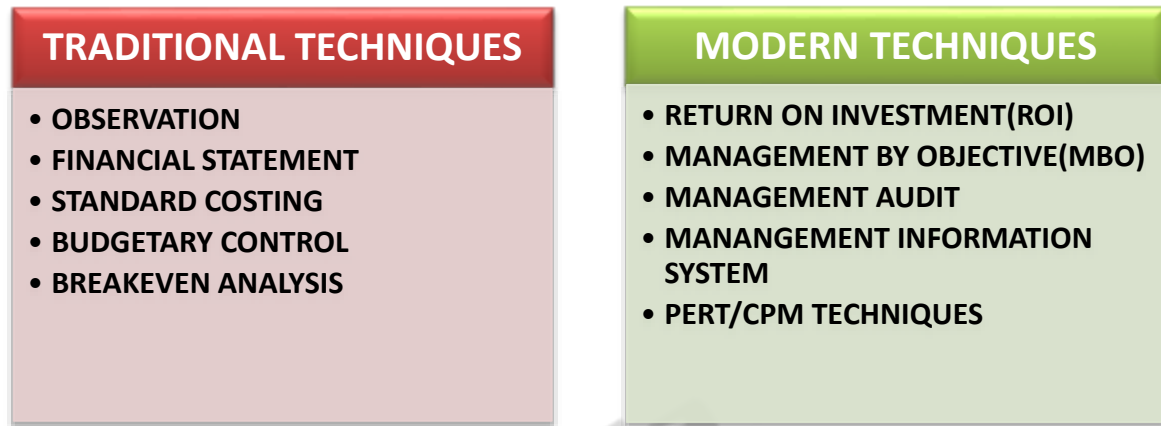 TRADITIONAL TECHNIQUES
• OBSERVATION
• FINANCIAL STATEMENT
• STANDARD COSTING
• BUDGETARY CONTROL
• BREAKEVEN ANALYSIS
MODERN TECHNIQUES
• RETURN ON INVESTMENT(ROI)
• MANAGEMENT BY OBJECTIVE(MBO)
• MANAGEMENT AUDIT
• MANANGEMENT INFORMATION
SYSTEM
• PERT/CPM TECHNIQUES